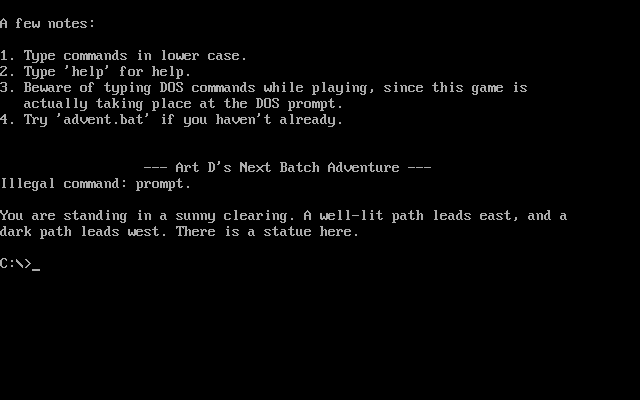 A few notes:
1. Type commands in lower case.
2. Type 'help' for help.
3. Beware of typing DOS commands while playing, since this game is
actually taking place at the DOS prompt.
4. Try 'advent.bat' if you haven't already.
--- Art D's Next Batch Adventure ---
Illegal command: prompt.
You are standing in a sunny clearing. A well-lit path leads east, and a
dark path leads west. There is a statue here.
C:\>_